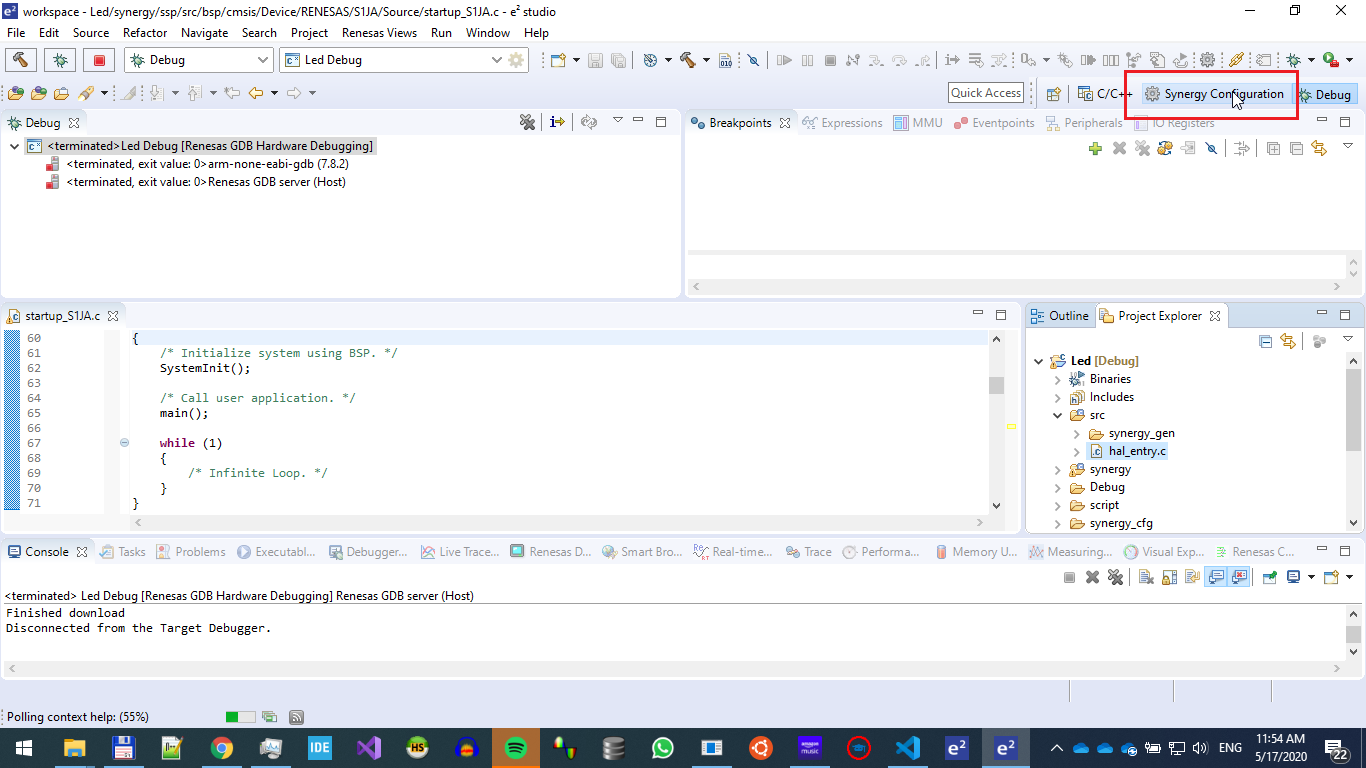 workspace - Led/synergy/ssp/src/bsp/cmsis/Device/RENESAS/S1JA/Source/startup_S1JA.c - e² studio
File Edit Source Refactor Navigate Search Project Renesas Views Run Window Help
Debug Led Debug
Quick Access C/C++ Synergy Configuration Debug
Debug
<terminated>Led Debug [Renesas GDB Hardware Debugging]
<terminated, exit value: 0>arm-none-eabi-gdb (7.8.2)
<terminated, exit value: 0>Renesas GDB server (Host)
Breakpoints Expressions MMU Eventpoints Peripherals IO Registers
startup_S1JA.c
60 {
61 /* Initialize system using BSP. */
62 SystemInit();
63
64 /* Call user application. */
65 main();
66
67 while (1)
68 {
69 /* Infinite Loop. */
70 }
71 }
Outline Project Explorer
Led [Debug]
Binaries
Includes
src
synergy_gen
hal_entry.c
synergy
Debug
script
synergy_cfg
Console Tasks Problems Executabl... Debugger... Live Trace... Renesas D... Smart Bro... Real-time... Trace Performa... Memory U... Measuring... Visual Exp... Renesas C...
<terminated> Led Debug [Renesas GDB Hardware Debugging] Renesas GDB server (Host)
Finished download
Disconnected from the Target Debugger.
Polling context help: (55%)
IDE HS amazon music e² e² ENG 11:54 AM 22
5/17/2020